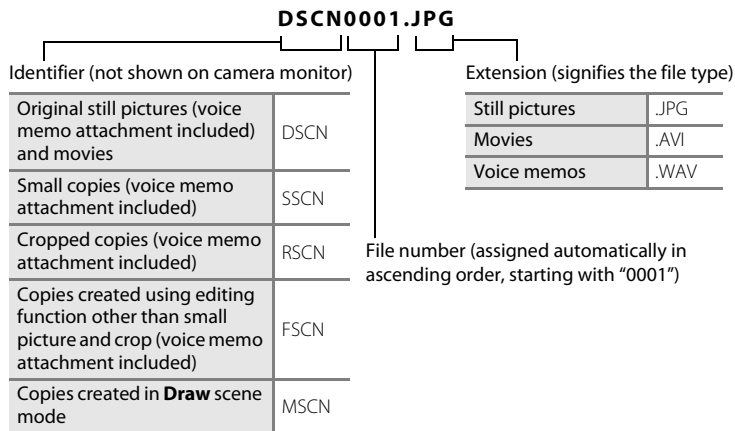 DSCN0001.JPG
Identifier (not shown on camera monitor)
Original still pictures (voice
memo attachment included)
and movies
DSCN
Small copies (voice memo
attachment included)
SSCN
Cropped copies (voice memo
attachment included)
RSCN
Copies created using editing
function other than small
picture and crop (voice memo
attachment included)
FSCN
Copies created in Draw scene
mode
MSCN
Extension (signifies the file type)
Still pictures .JPG
Movies .AVI
Voice memos .WAV
File number (assigned automatically in
ascending order, starting with “0001”)